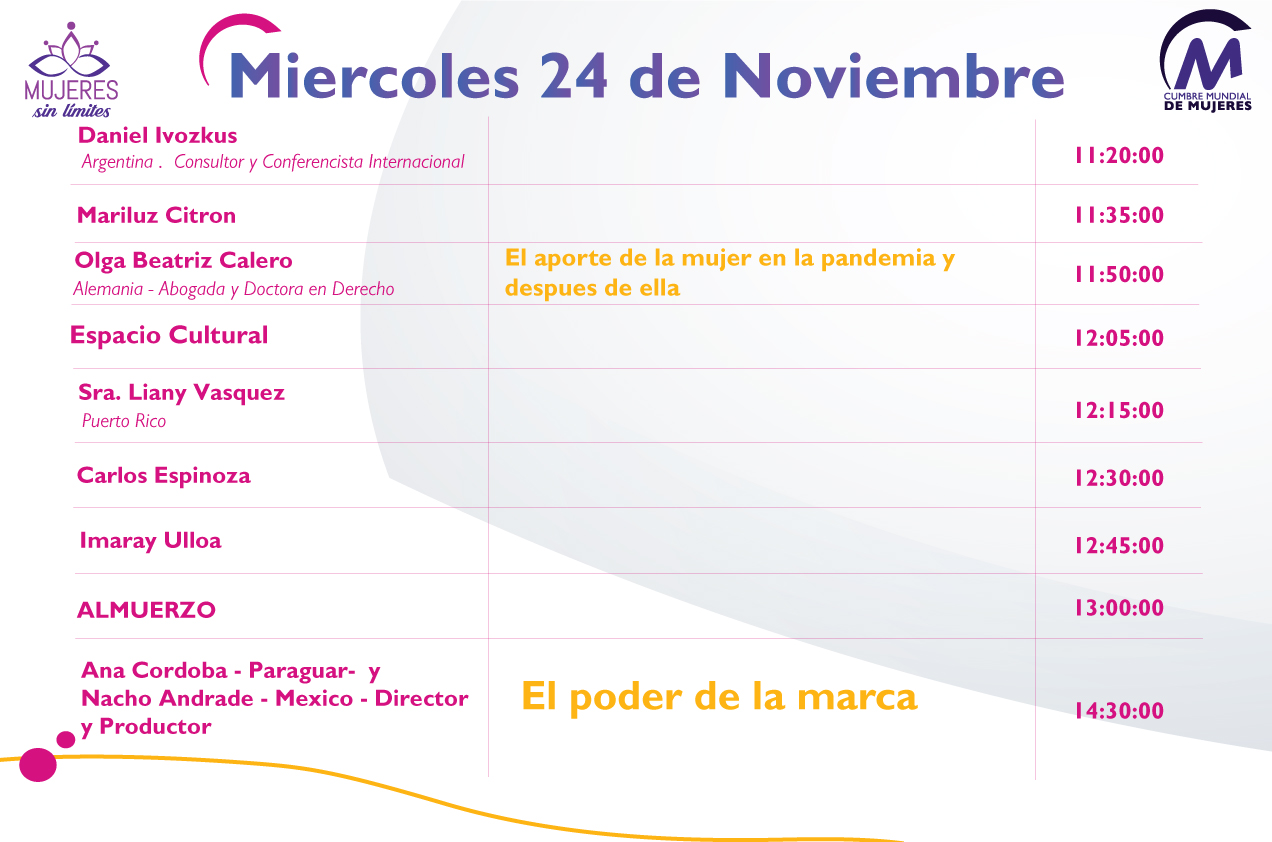 MUJERES
sin límites
Miercoles 24 de Noviembre
CUMBRE MUNDIAL
DE MUJERES
Daniel Ivozkus
Argentina . Consultor y Conferencista Internacional
11:20:00
Mariluz Citron
11:35:00
Olga Beatriz Calero
Alemania - Abogada y Doctora en Derecho
El aporte de la mujer en la pandemia y
despues de ella
11:50:00
Espacio Cultural
12:05:00
Sra. Liany Vasquez
Puerto Rico
12:15:00
Carlos Espinoza
12:30:00
Imaray Ulloa
12:45:00
ALMUERZO
13:00:00
Ana Cordoba - Paraguar- y
Nacho Andrade - Mexico - Director
y Productor
El poder de la marca
14:30:00